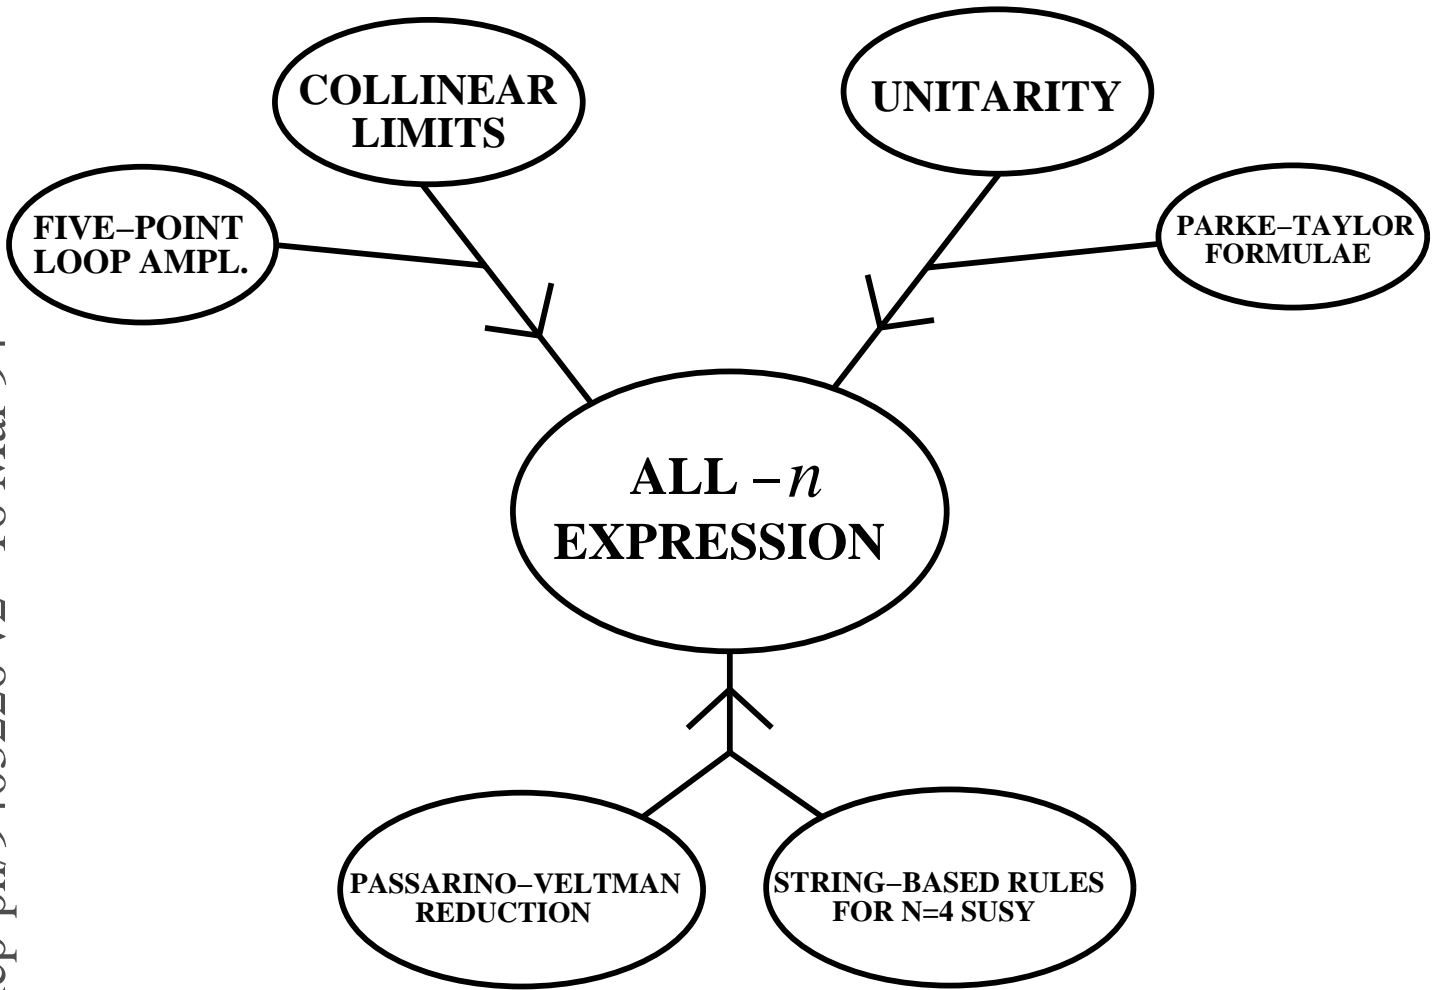 COLLINEAR
LIMITS
UNITARITY
FIVE−POINT
LOOP AMPL.
PARKE−TAYLOR
FORMULAE
ALL −n
EXPRESSION
PASSARINO−VELTMAN
REDUCTION
STRING−BASED RULES
FOR N=4 SUSY